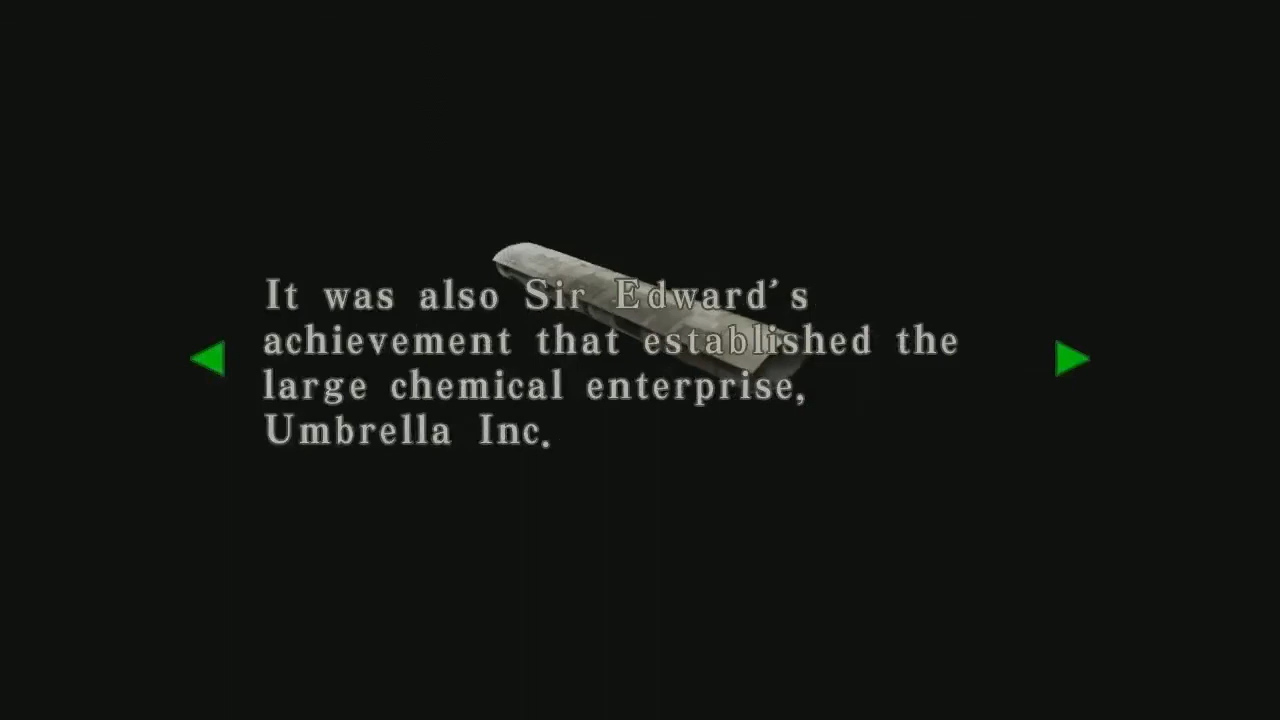 It was also Sir Edward's
achievement that established the
large chemical enterprise,
Umbrella Inc.